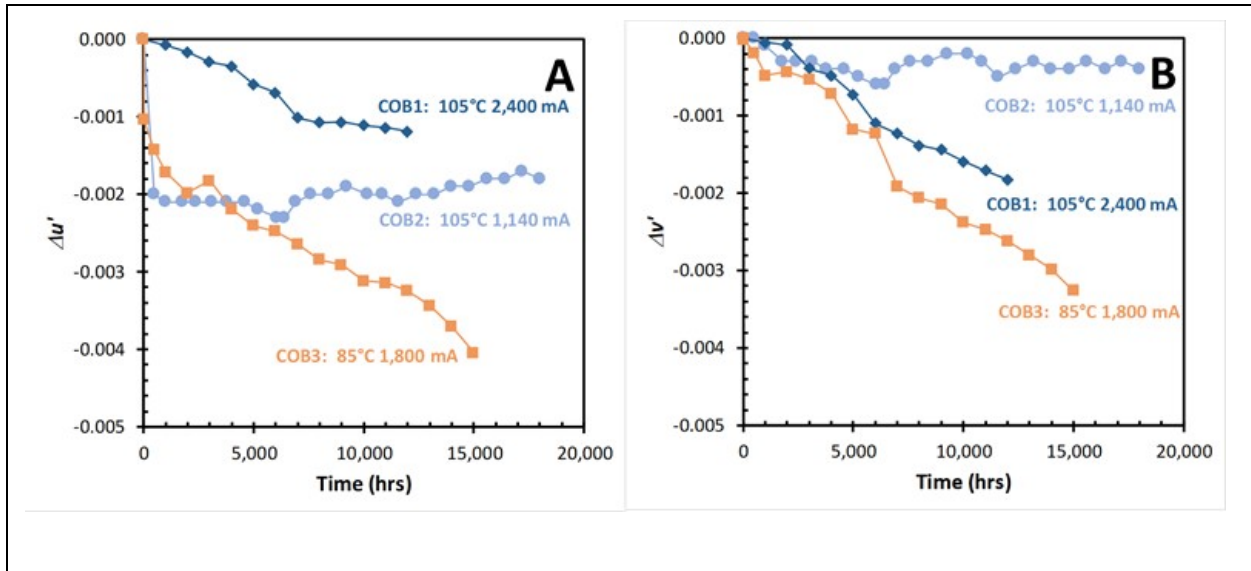 A
0.000
-0.001
-0.002
-0.003
-0.004
-0.005
Δu'
COB1: 105°C 2,400 mA
COB2: 105°C 1,140 mA
COB3: 85°C 1,800 mA
0 5,000 10,000 15,000 20,000
Time (hrs)
B
0.000
-0.001
-0.002
-0.003
-0.004
-0.005
Δv'
COB2: 105°C 1,140 mA
COB1: 105°C 2,400 mA
COB3: 85°C 1,800 mA
0 5,000 10,000 15,000 20,000
Time (hrs)